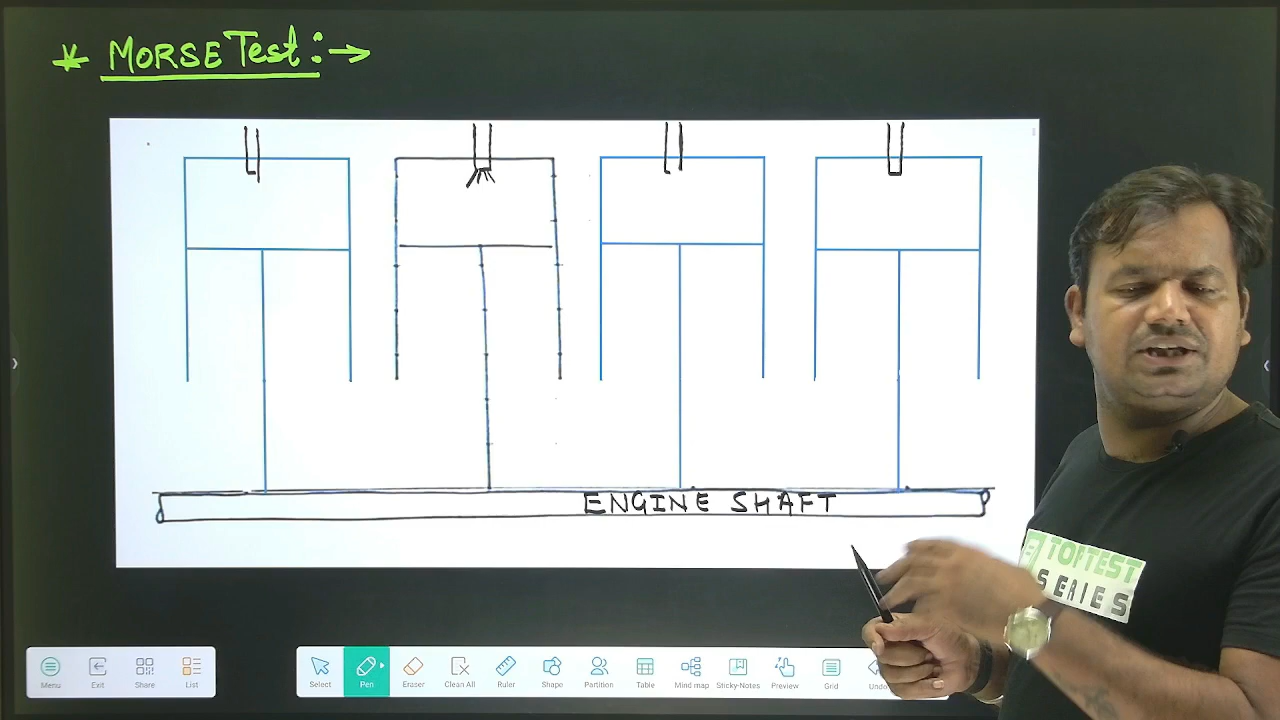 * MORSE Test :→
ENGINE SHAFT
TOPTEST
SERIES
Menu Exit Share List Select Pen Eraser Clean All Ruler Shape Partition Table Mind map Sticky-Notes Preview Grid Undo